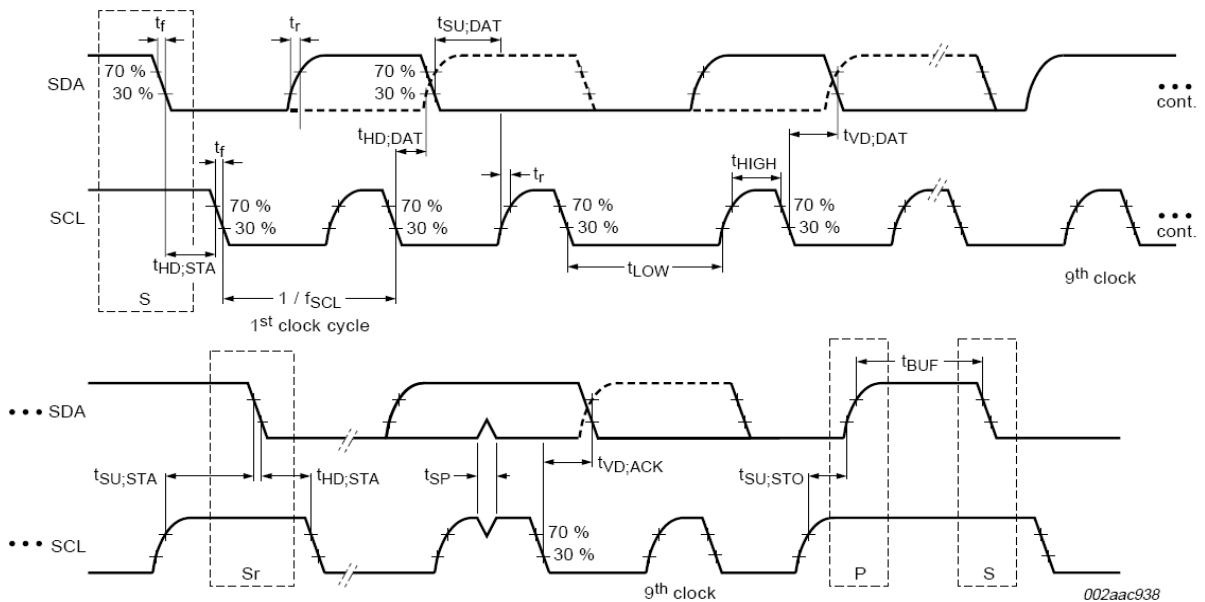 tf
tr
tSU;DAT
SDA
70 %
30 %
70 %
30 %
cont.
tHD;DAT
tVD;DAT
tf
tr
tHIGH
SCL
70 %
30 %
70 %
30 %
70 %
30 %
70 %
30 %
cont.
tHD;STA
tLOW
S
1 / fSCL
1st clock cycle
9th clock
tBUF
SDA
tSU;STA
tHD;STA
tSP
tVD;ACK
tSU;STO
70 %
30 %
SCL
Sr
9th clock
P
S
002aac938